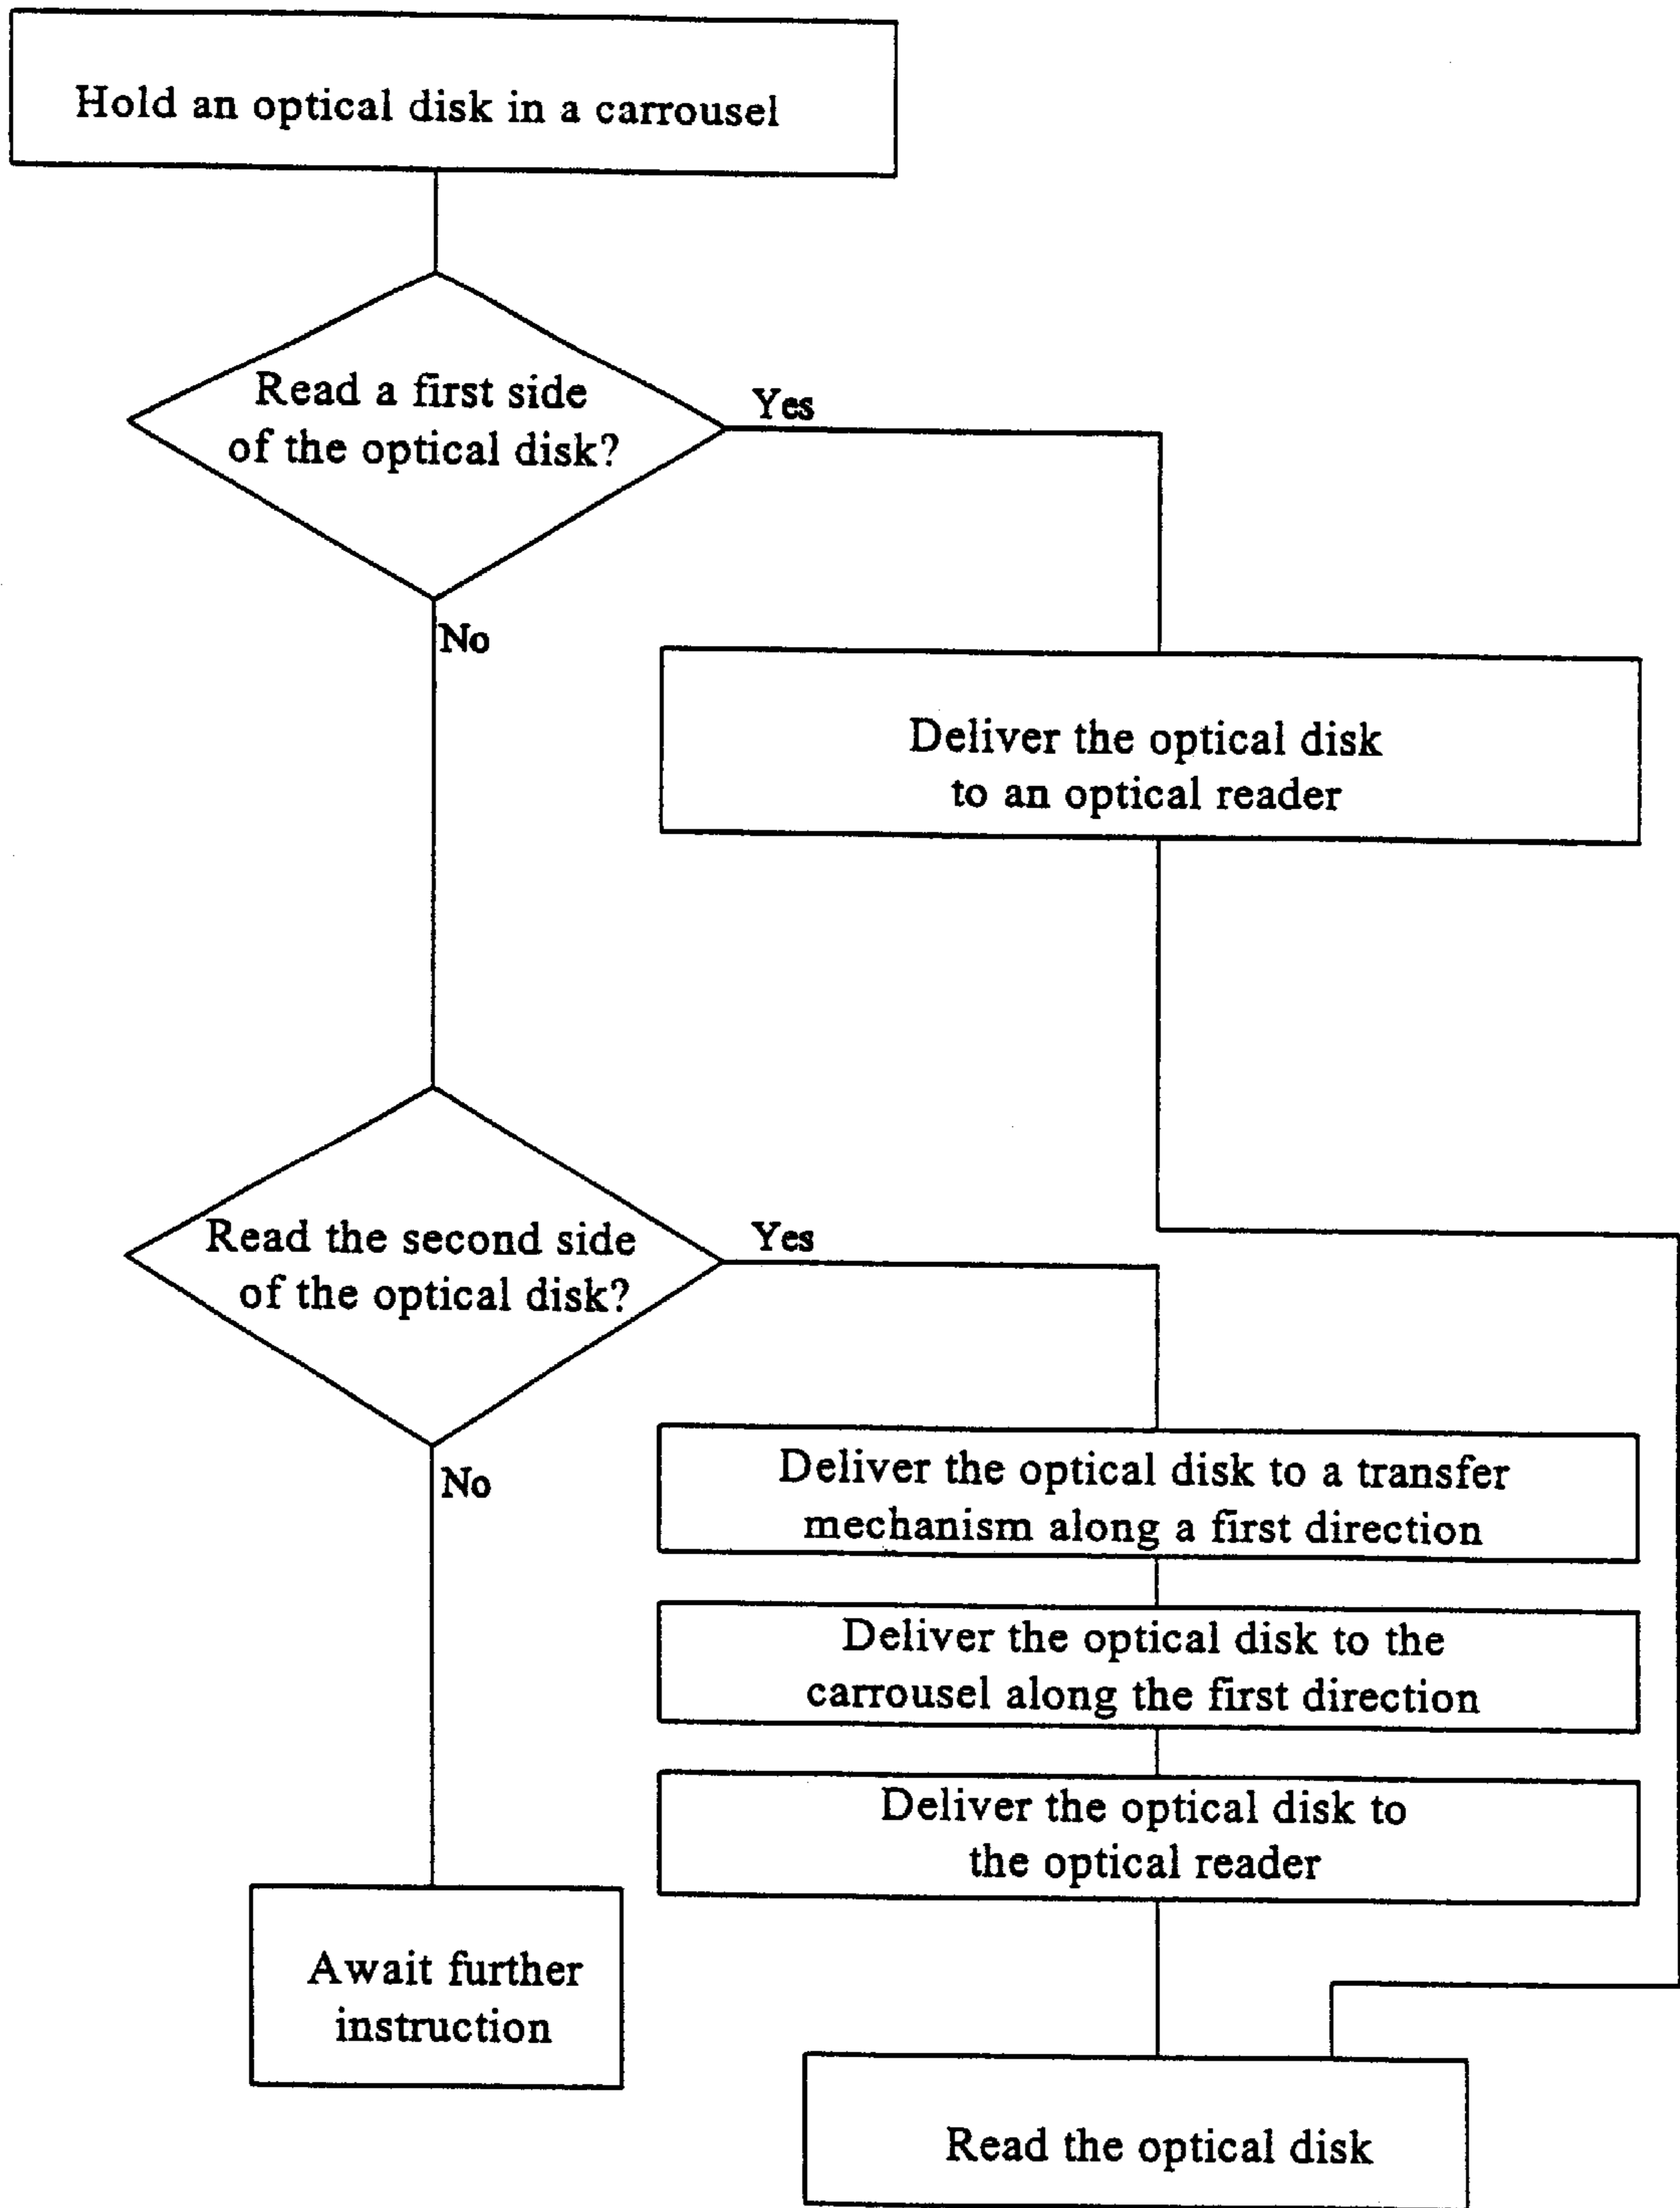 Hold an optical disk in a carrousel
Read a first side
of the optical disk?
Yes
No
Deliver the optical disk
to an optical reader
Read the second side
of the optical disk?
Yes
No
Deliver the optical disk to a transfer
mechanism along a first direction
Deliver the optical disk to the
carrousel along the first direction
Deliver the optical disk to
the optical reader
Await further
instruction
Read the optical disk